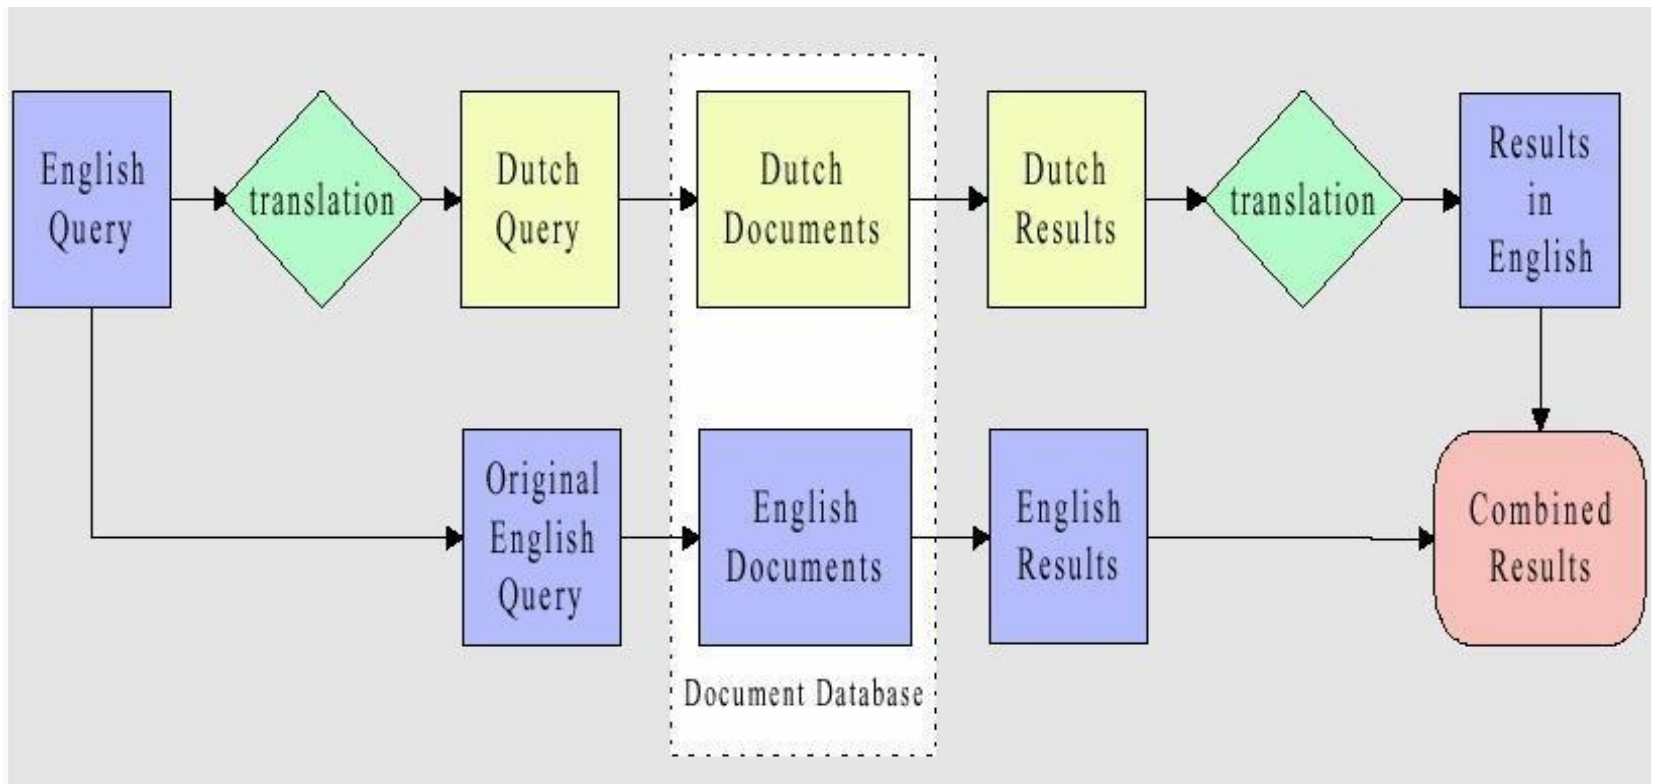 English
Query
translation
Dutch
Query
Dutch
Documents
Dutch
Results
translation
Results
in
English
Original
English
Query
English
Documents
English
Results
Combined
Results
Document Database